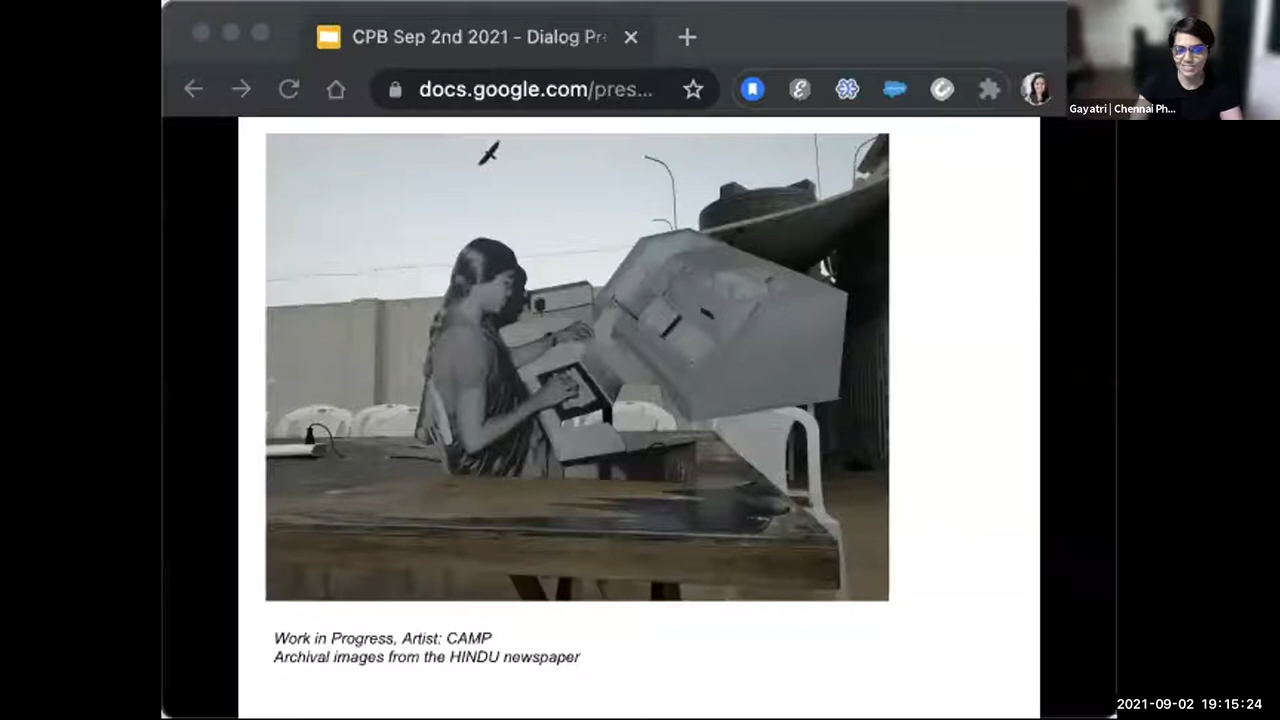 CPB Sep 2nd 2021 - Dialog Pr
docs.google.com/pres...
Gayatri | Chennai Ph...
Work in Progress, Artist: CAMP
Archival images from the HINDU newspaper
2021-09-02 19:15:24